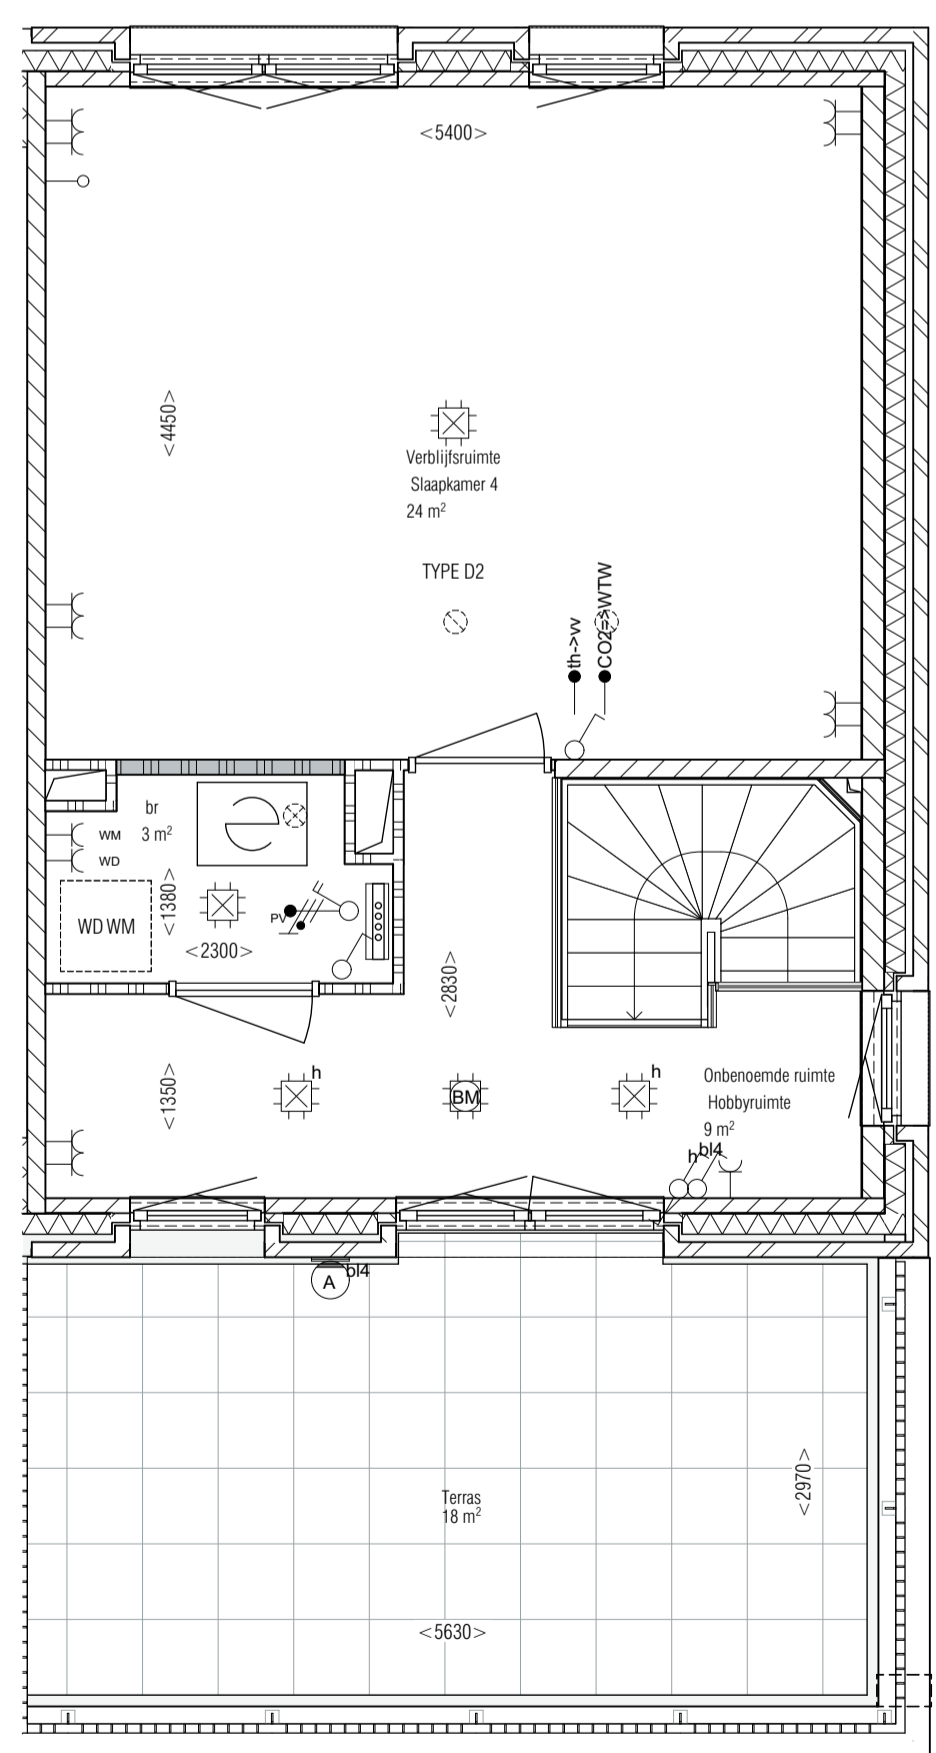 <5400>
<4450>
Verblijfsruimte
Slaapkamer 4
24 m²
TYPE D2
th->vv
CO2=>WTW
br
3 m²
WM
WD
WD WM
<1380>
PV
<2300>
<2830>
<1350>
h
BM
h
Onbenoemde ruimte
Hobbyruimte
9 m²
h
bl4
A
bl4
<2970>
Terras
18 m²
<5630>